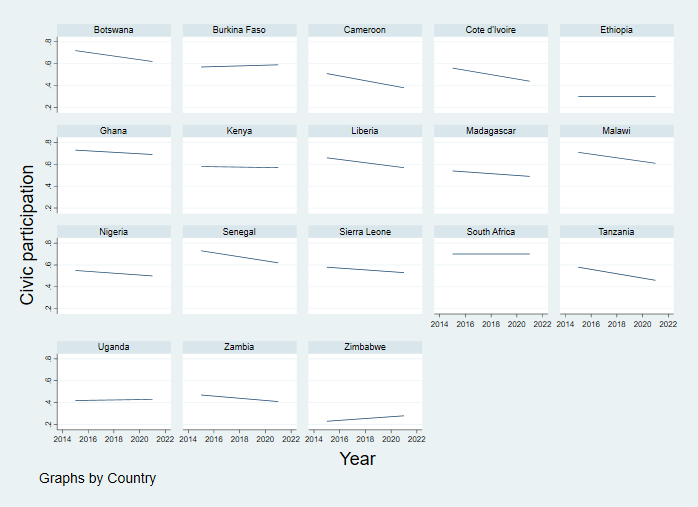 Botswana Burkina Faso Cameroon Cote d'Ivoire Ethiopia
.8
.6
.4
.2
Ghana Kenya Liberia Madagascar Malawi
.8
.6
.4
.2
Nigeria Senegal Sierra Leone South Africa Tanzania
.8
.6
.4
.2
2014 2016 2018 2020 2022 2014 2016 2018 2020 2022
Uganda Zambia Zimbabwe
.8
.6
.4
.2
2014 2016 2018 2020 2022 2014 2016 2018 2020 2022 2014 2016 2018 2020 2022
Civic participation
Year
Graphs by Country